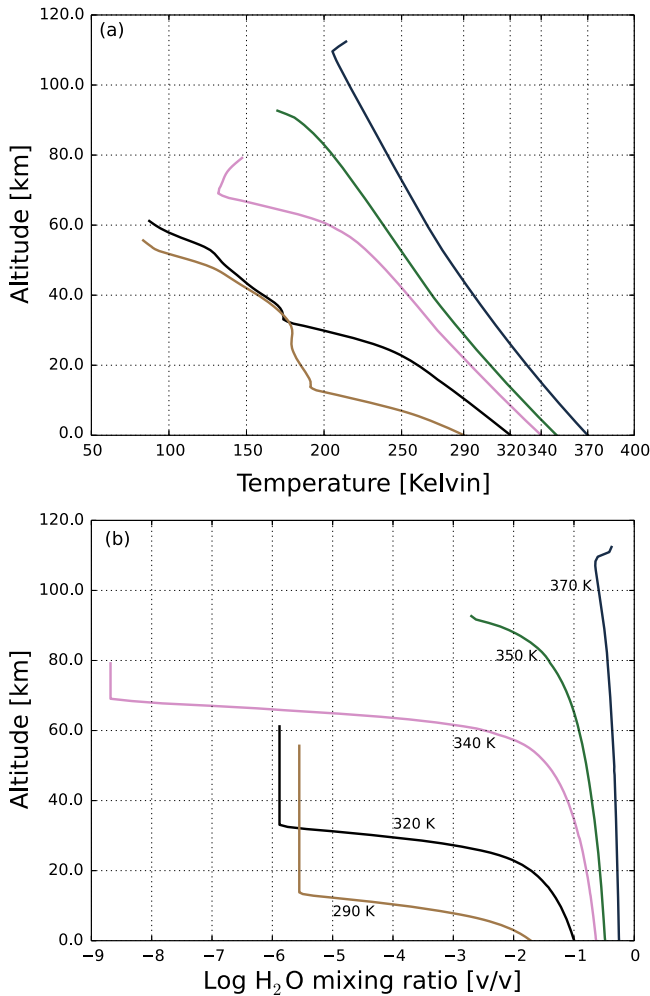 120.0
(a)
100.0
80.0
60.0
40.0
20.0
0.0
Altitude [km]
50 100 150 200 250 290 320 340 370 400
Temperature [Kelvin]
120.0
(b)
100.0
80.0
60.0
40.0
20.0
0.0
Altitude [km]
370 K
350 K
340 K
320 K
290 K
−9 −8 −7 −6 −5 −4 −3 −2 −1 0
Log H₂O mixing ratio [v/v]